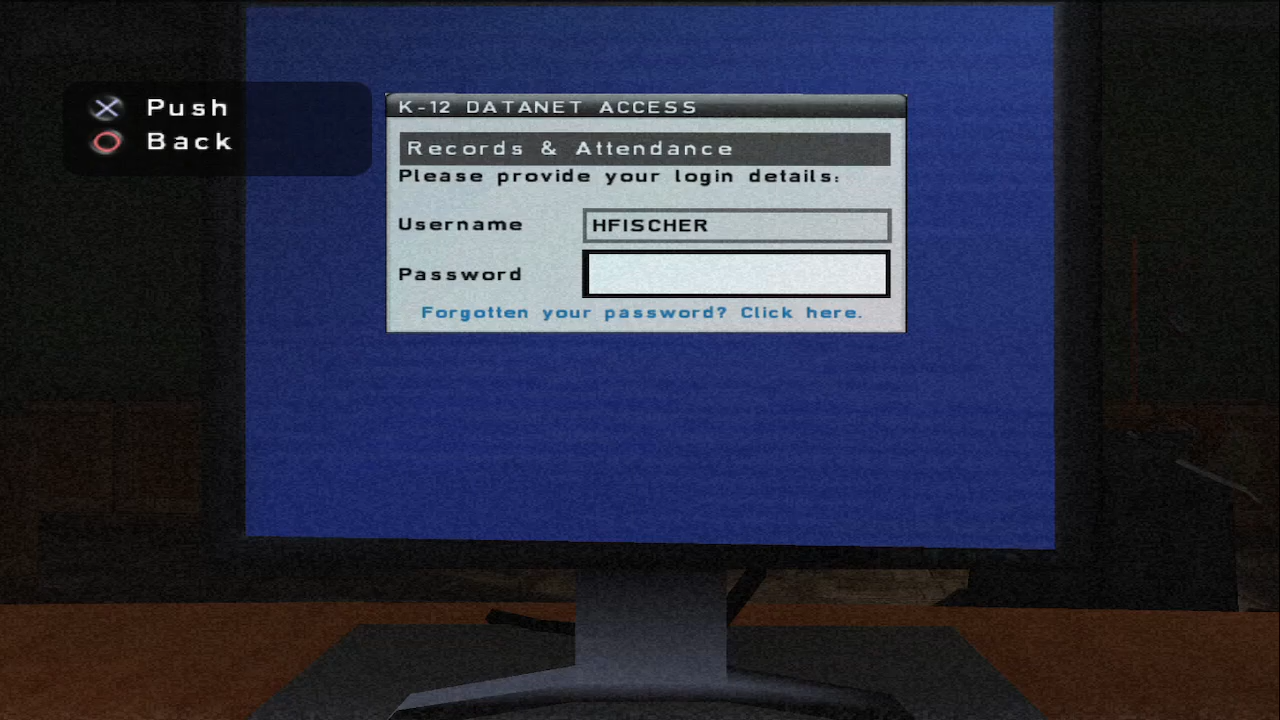 Push
Back
K-12 DATANET ACCESS
Records & Attendance
Please provide your login details:
Username
HFISCHER
Password
Forgotten your password? Click here.